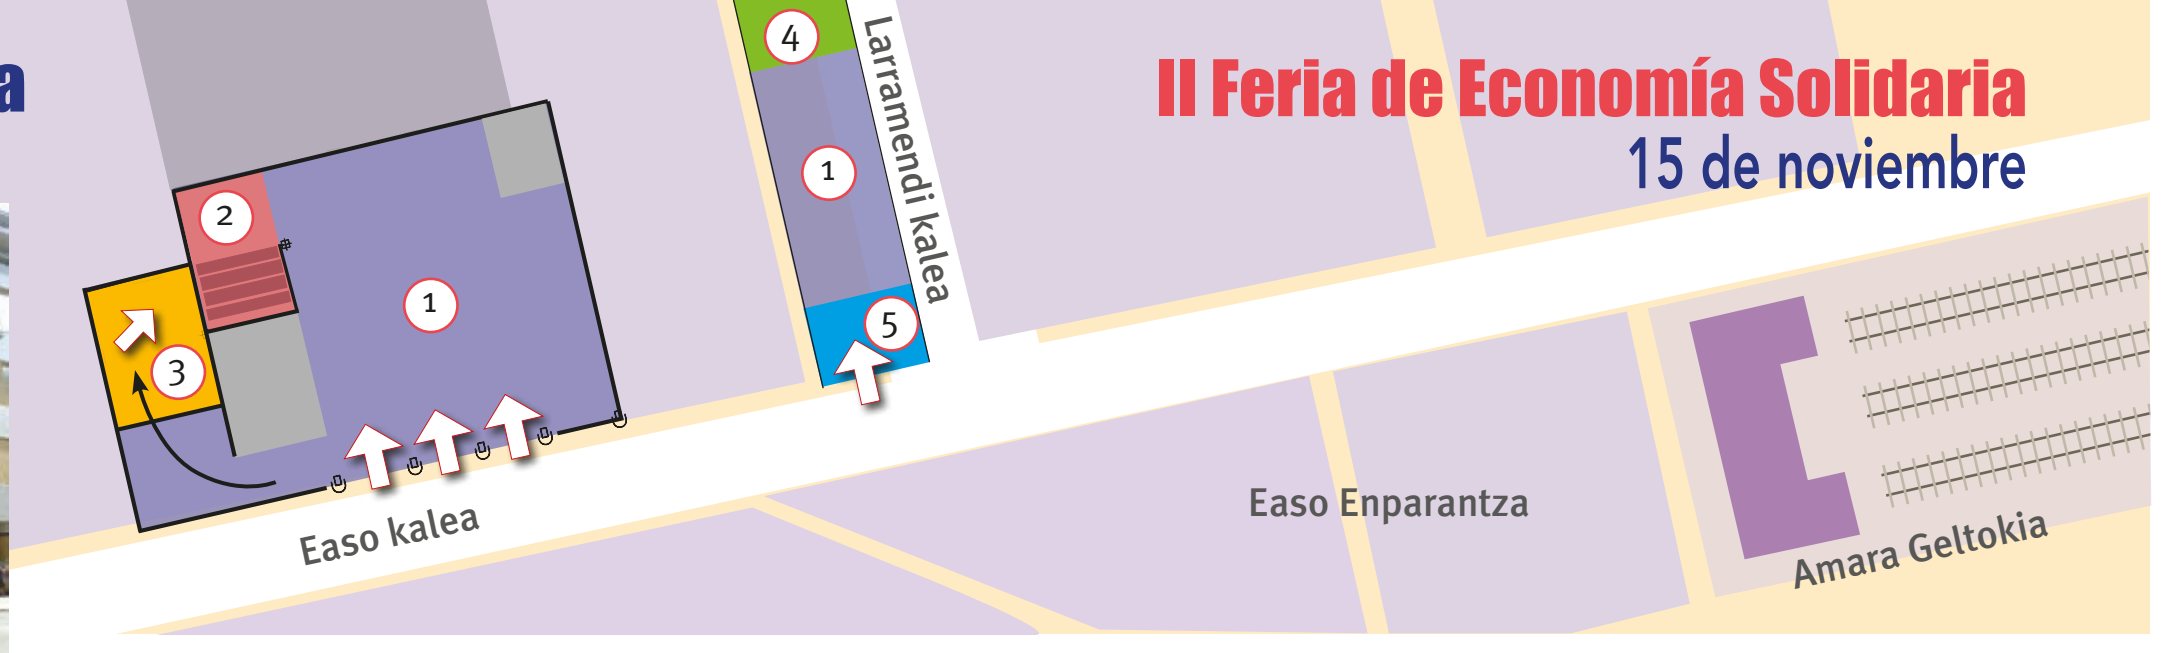 a
II Feria de Economía Solidaria
15 de noviembre
4
Larramendi kalea
1
2
1
5
3
Easo kalea
Easo Enparantza
Amara Geltokia